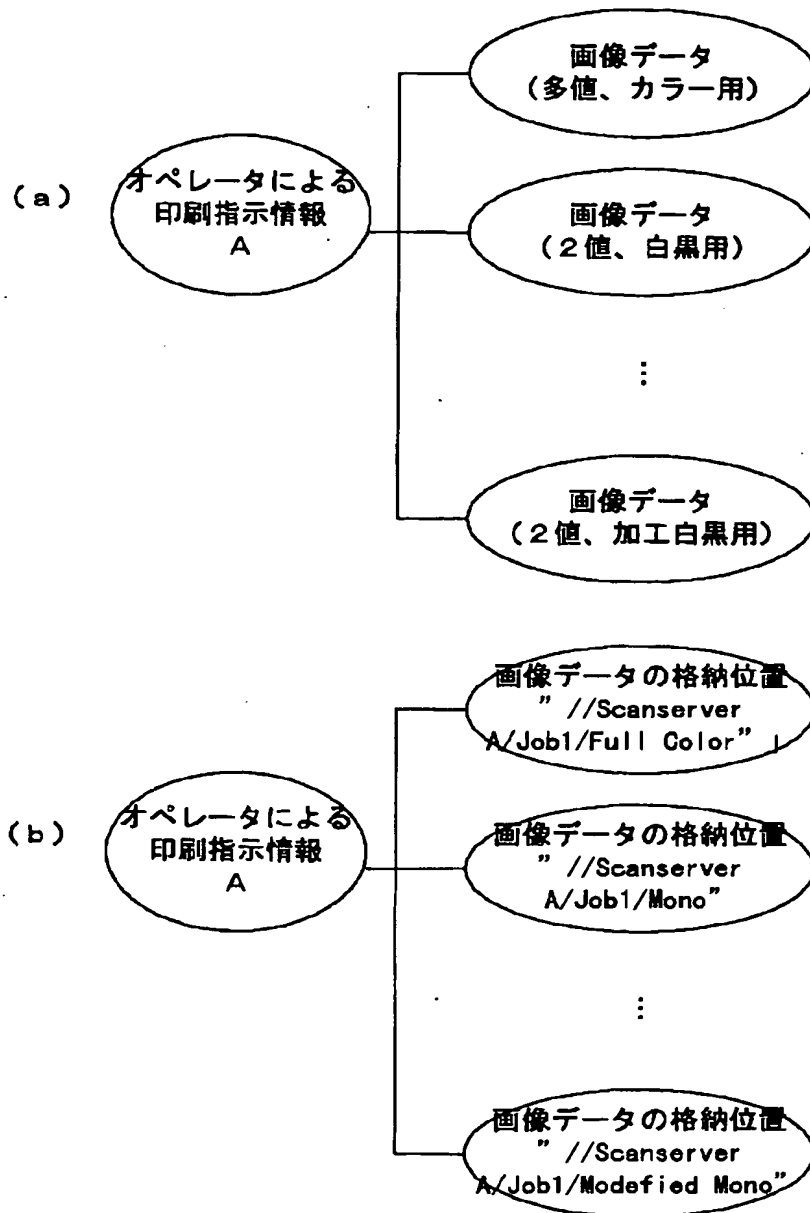 (a)
オペレータによる
印刷指示情報
A
画像データ
(多値、カラー用)
画像データ
(2値、白黒用)
⋮
画像データ
(2値、加工白黒用)
(b)
オペレータによる
印刷指示情報
A
画像データの格納位置
” //Scanserver
A/Job1/Full Color” 」
画像データの格納位置
” //Scanserver
A/Job1/Mono”
⋮
画像データの格納位置
” //Scanserver
A/Job1/Modefied Mono”